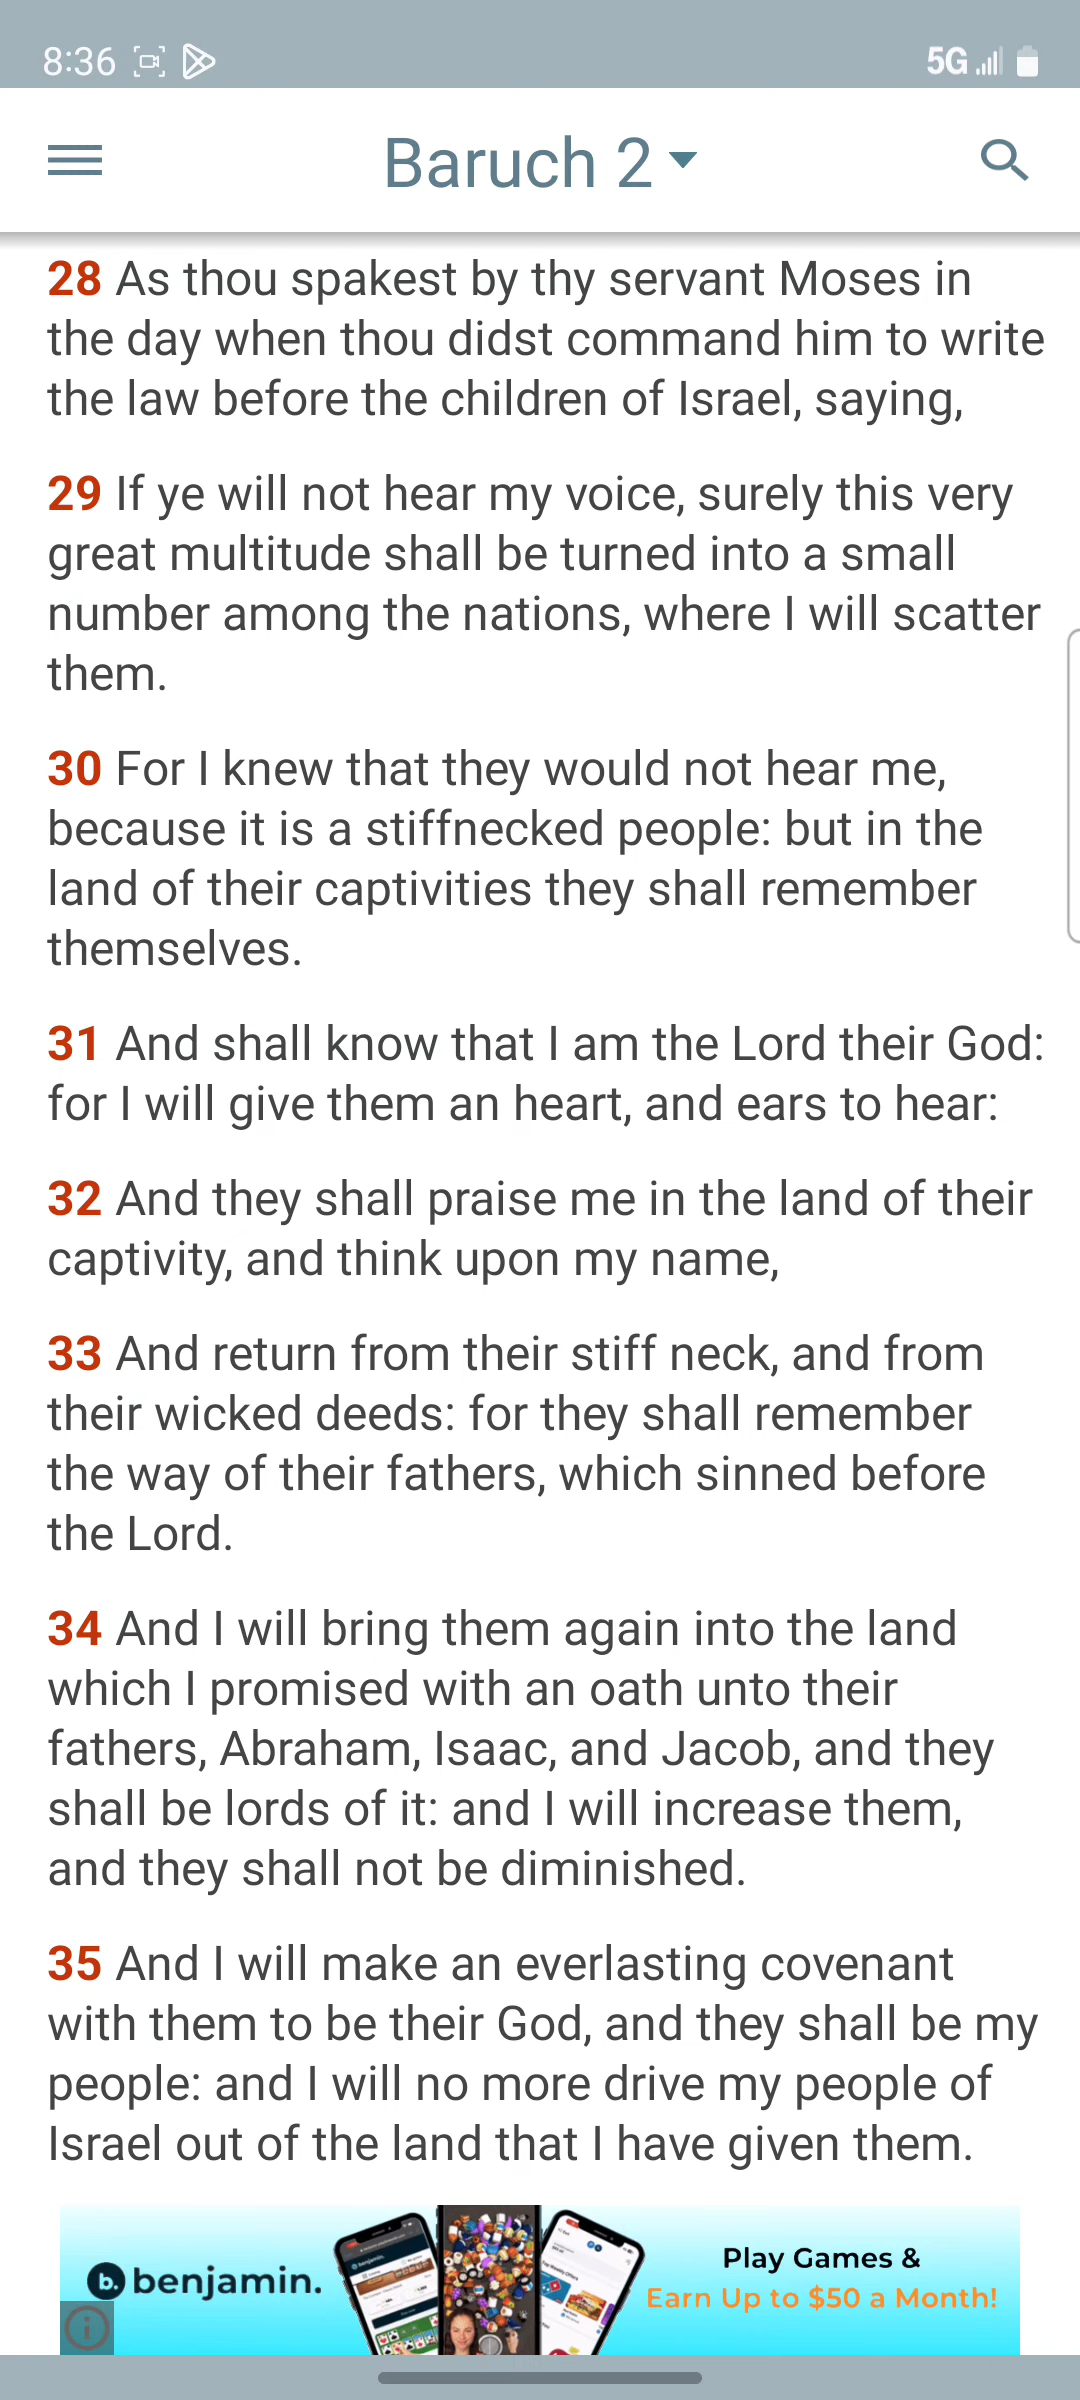 8:36
5G
Baruch 2
28 As thou spakest by thy servant Moses in
the day when thou didst command him to write
the law before the children of Israel, saying,
29 If ye will not hear my voice, surely this very
great multitude shall be turned into a small
number among the nations, where I will scatter
them.
30 For I knew that they would not hear me,
because it is a stiffnecked people: but in the
land of their captivities they shall remember
themselves.
31 And shall know that I am the Lord their God:
for I will give them an heart, and ears to hear:
32 And they shall praise me in the land of their
captivity, and think upon my name,
33 And return from their stiff neck, and from
their wicked deeds: for they shall remember
the way of their fathers, which sinned before
the Lord.
34 And I will bring them again into the land
which I promised with an oath unto their
fathers, Abraham, Isaac, and Jacob, and they
shall be lords of it: and I will increase them,
and they shall not be diminished.
35 And I will make an everlasting covenant
with them to be their God, and they shall be my
people: and I will no more drive my people of
Israel out of the land that I have given them.
b. benjamin.
Play Games &
Earn Up to $50 a Month!